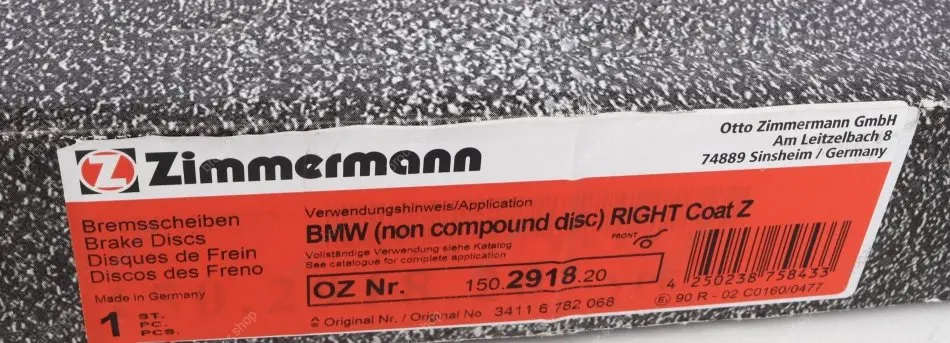 Zimmermann
Otto Zimmermann GmbH
Am Leitzelbach 8
74889 Sinsheim / Germany
Bremsscheiben
Brake Discs
Disques de Frein
Discos des Freno
Made in Germany
1 ST.
PC.
PCS.
Verwendungshinweis/Application
BMW (non compound disc) RIGHT Coat Z
FRONT
Vollständige Verwendung siehe Katalog
See catalogue for complete application
OZ Nr. 150.2918.20
Original Nr. / Original No. 3411 6 782 068
4 250238 758433
E 90 R - 02 C0160/0477